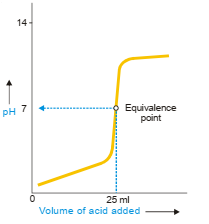 14
pH
7
Equivalence
point
0
25 ml
Volume of acid added